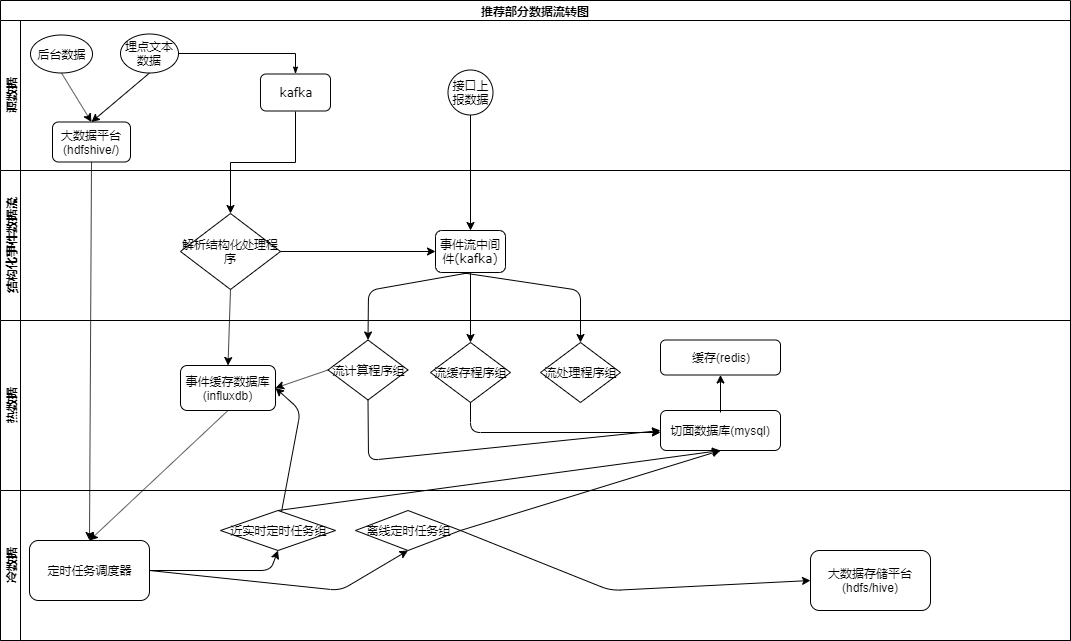 推荐部分数据流转图
源数据
后台数据
埋点文本
数据
kafka
接口上
报数据
大数据平台
(hdfshive/)
结构化事件数据流
解析结构化处理程
序
事件流中间
件(kafka)
热数据
事件缓存数据库
(influxdb)
流计算程序组
流缓存程序组
流处理程序组
缓存(redis)
切面数据库(mysql)
冷数据
定时任务调度器
近实时定时任务组
离线定时任务组
大数据存储平台
(hdfs/hive)